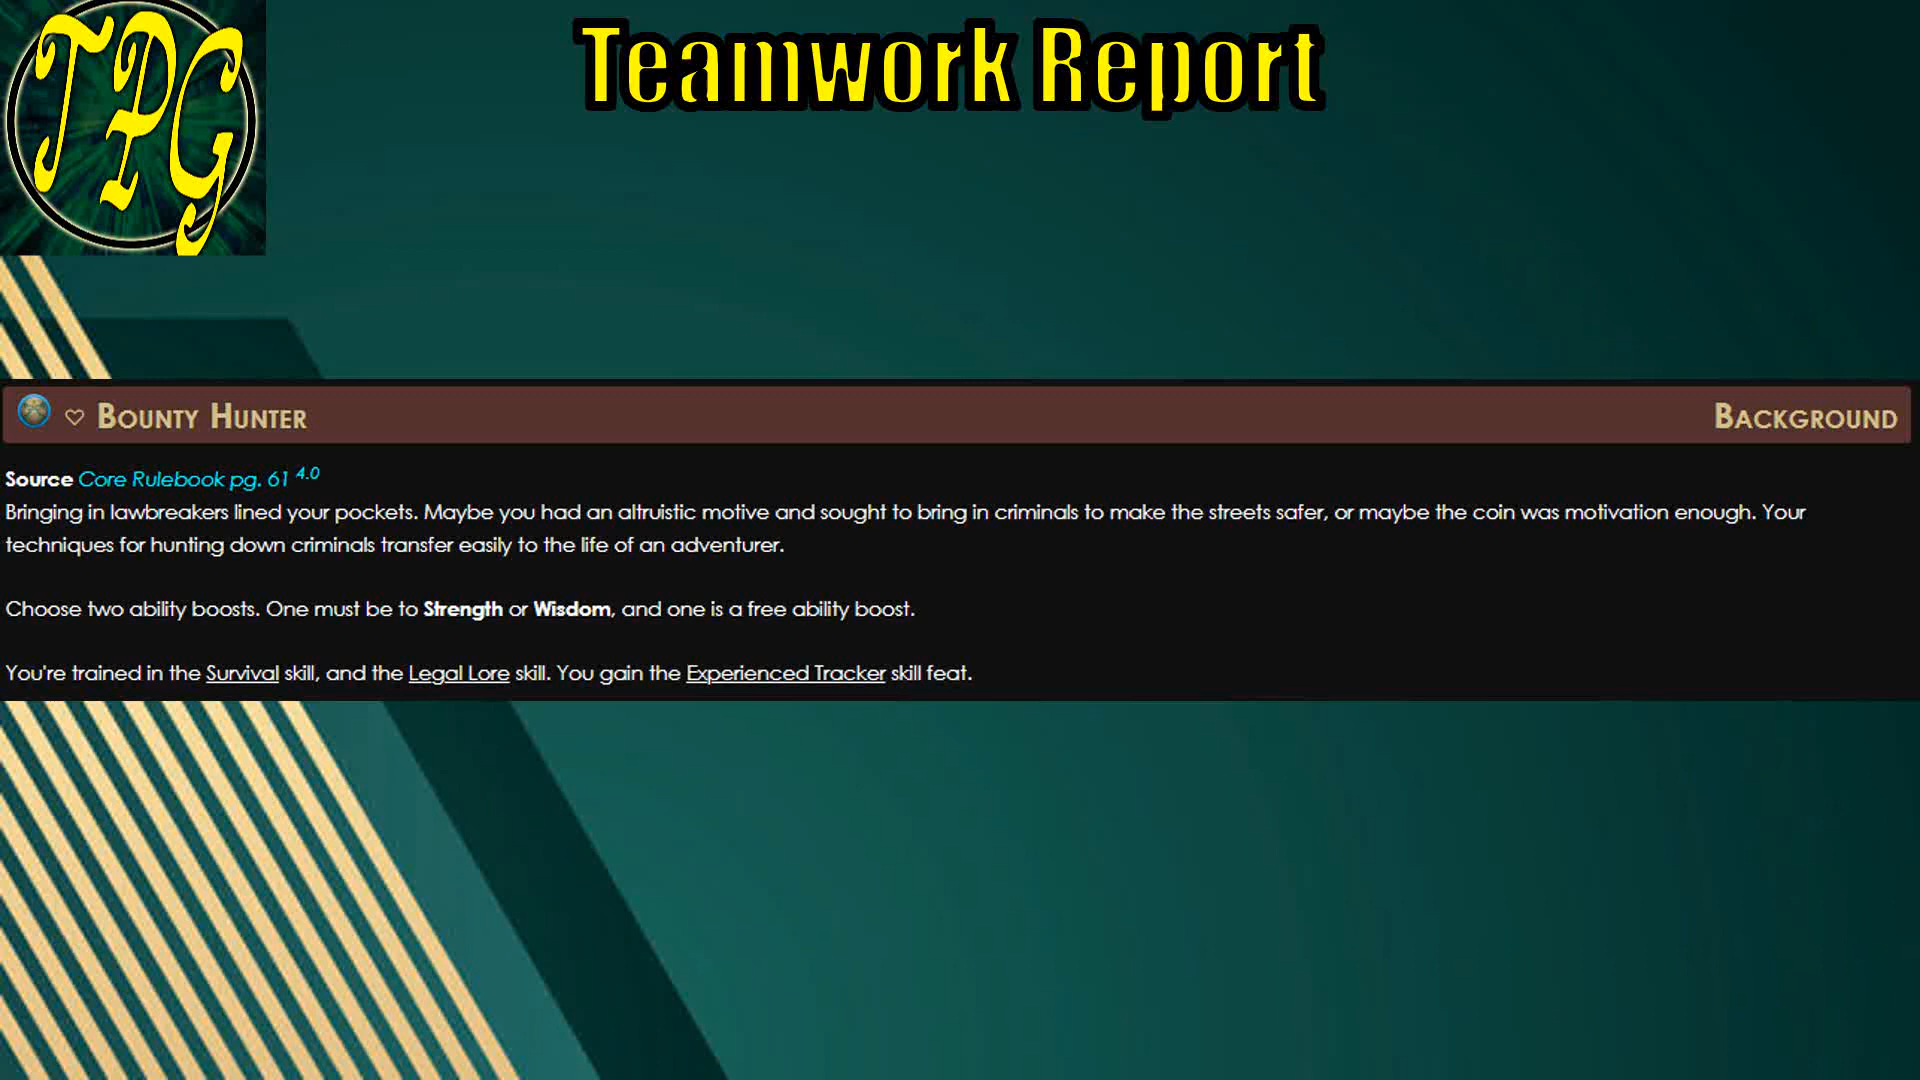 TPG
Teamwork Report
Bounty Hunter Background
Source Core Rulebook pg. 61 4.0
Bringing in lawbreakers lined your pockets. Maybe you had an altruistic motive and sought to bring in criminals to make the streets safer, or maybe the coin was motivation enough. Your
techniques for hunting down criminals transfer easily to the life of an adventurer.
Choose two ability boosts. One must be to Strength or Wisdom, and one is a free ability boost.
You're trained in the Survival skill, and the Legal Lore skill. You gain the Experienced Tracker skill feat.